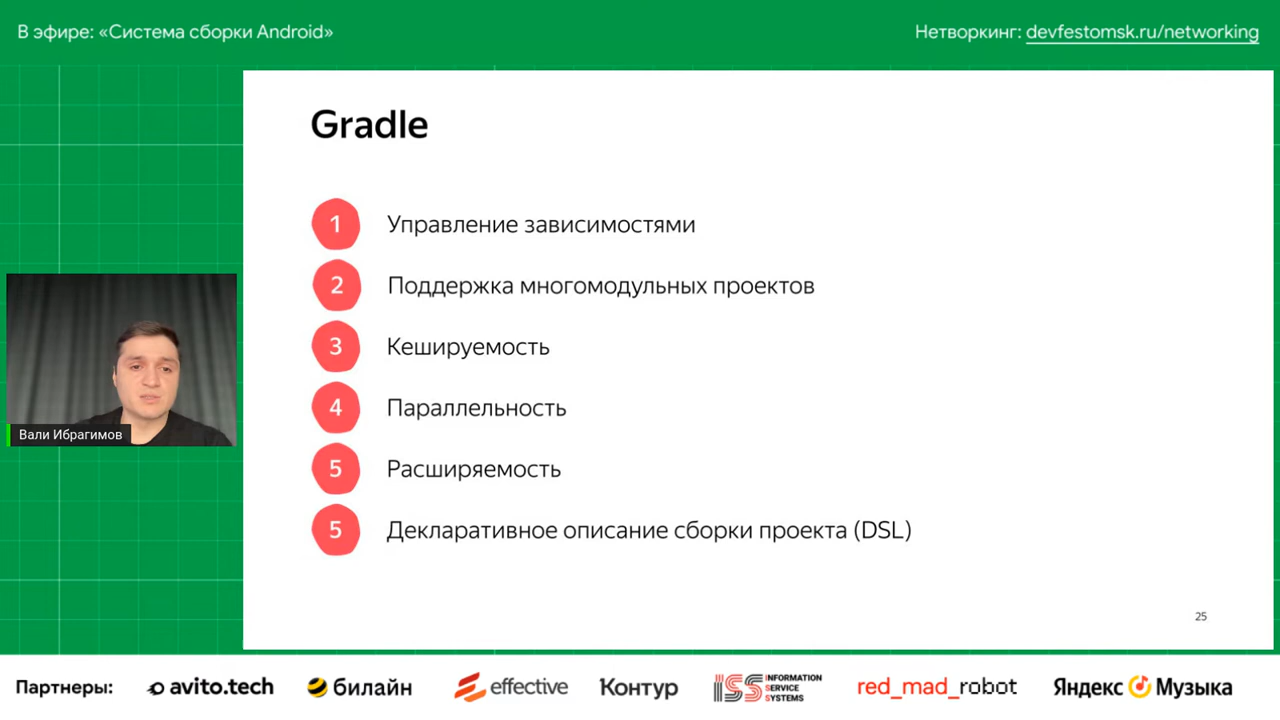 В эфире: «Система сборки Android»
Нетворкинг: devfestomsk.ru/networking
Gradle
1 Управление зависимостями
2 Поддержка многомодульных проектов
3 Кешируемость
4 Параллельность
5 Расширяемость
5 Декларативное описание сборки проекта (DSL)
25
Вали Ибрагимов
Партнеры: avito.tech билайн effective Контур ISS INFORMATION SERVICE SYSTEMS red_mad_robot Яндекс Музыка